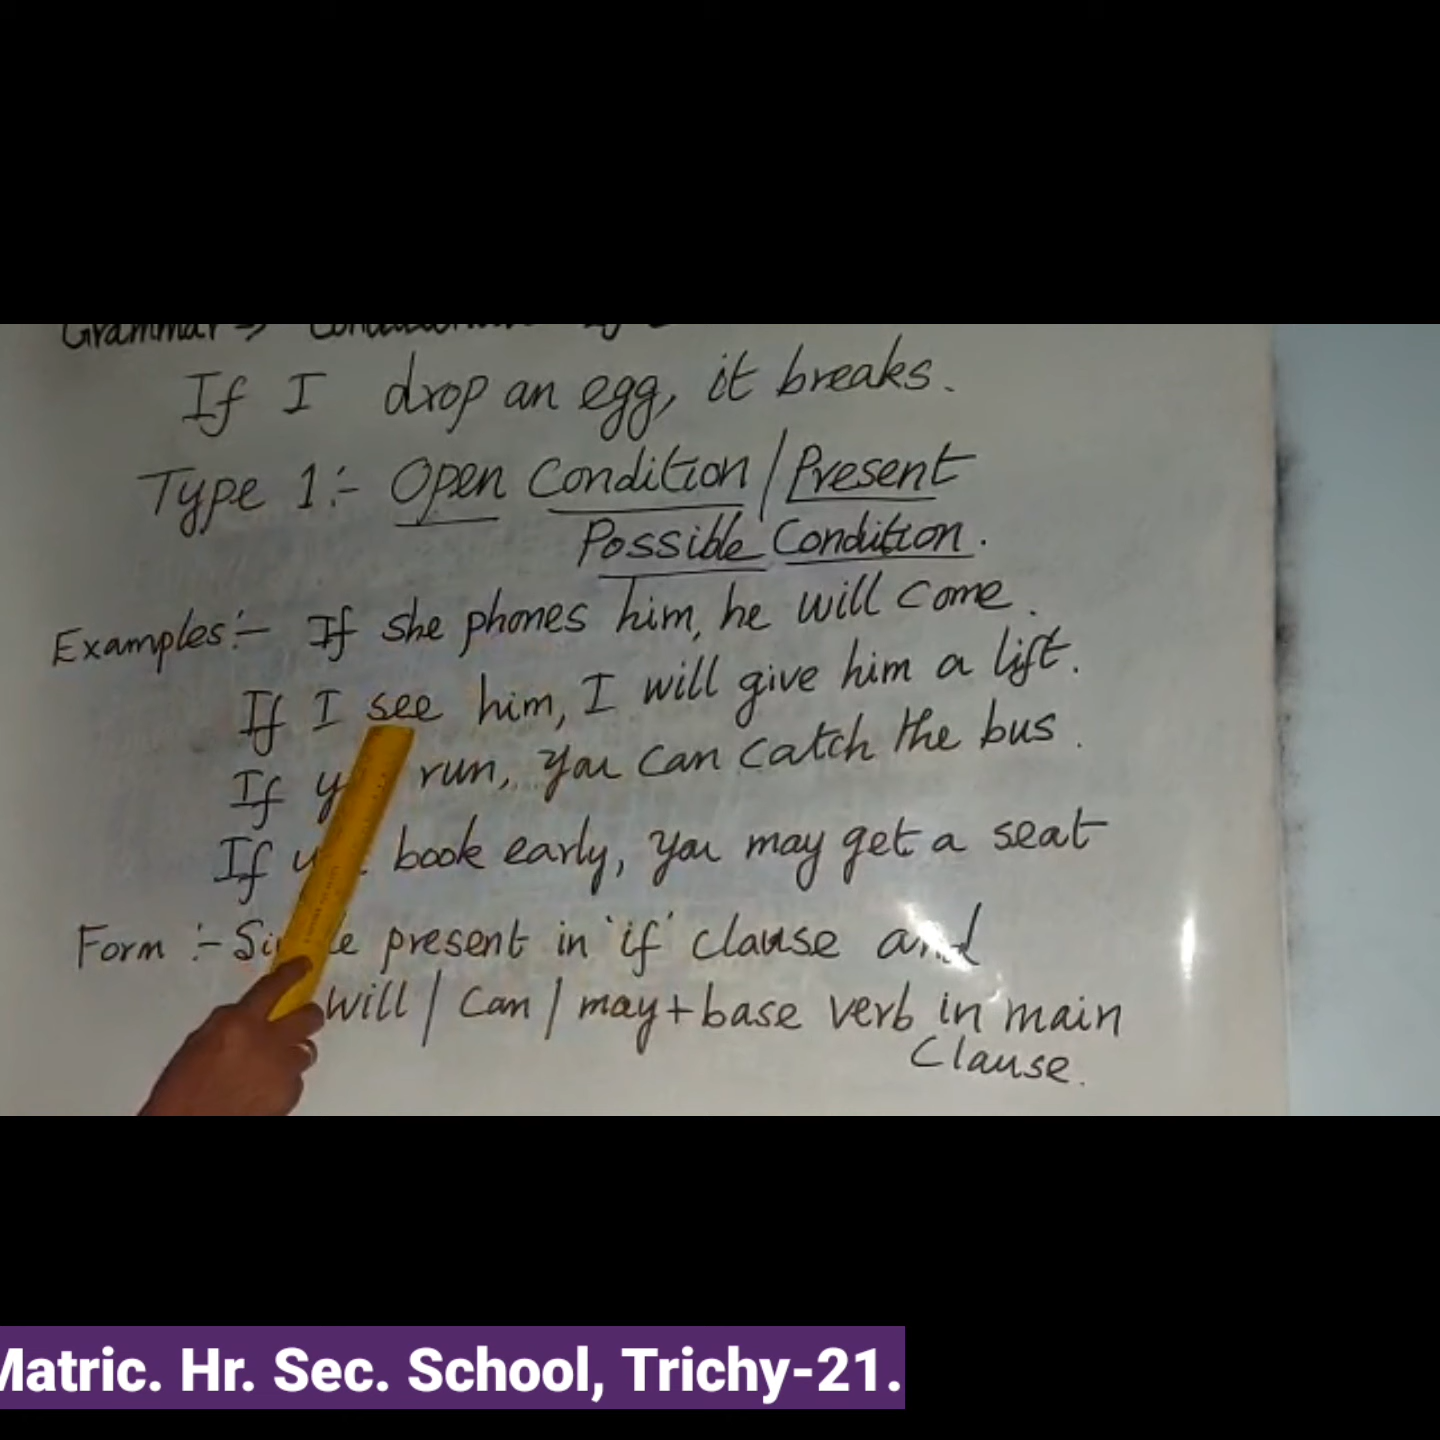 Grammar →
If I drop an egg, it breaks.
Type 1:- Open Condition / Present
Possible Condition.
Examples:- If she phones him, he will come.
If I see him, I will give him a lift.
If run, you can catch the bus.
If book early, you may get a seat
Form :- present in 'if' clause and
will / can / may + base verb in main
clause.
Matric. Hr. Sec. School, Trichy-21.